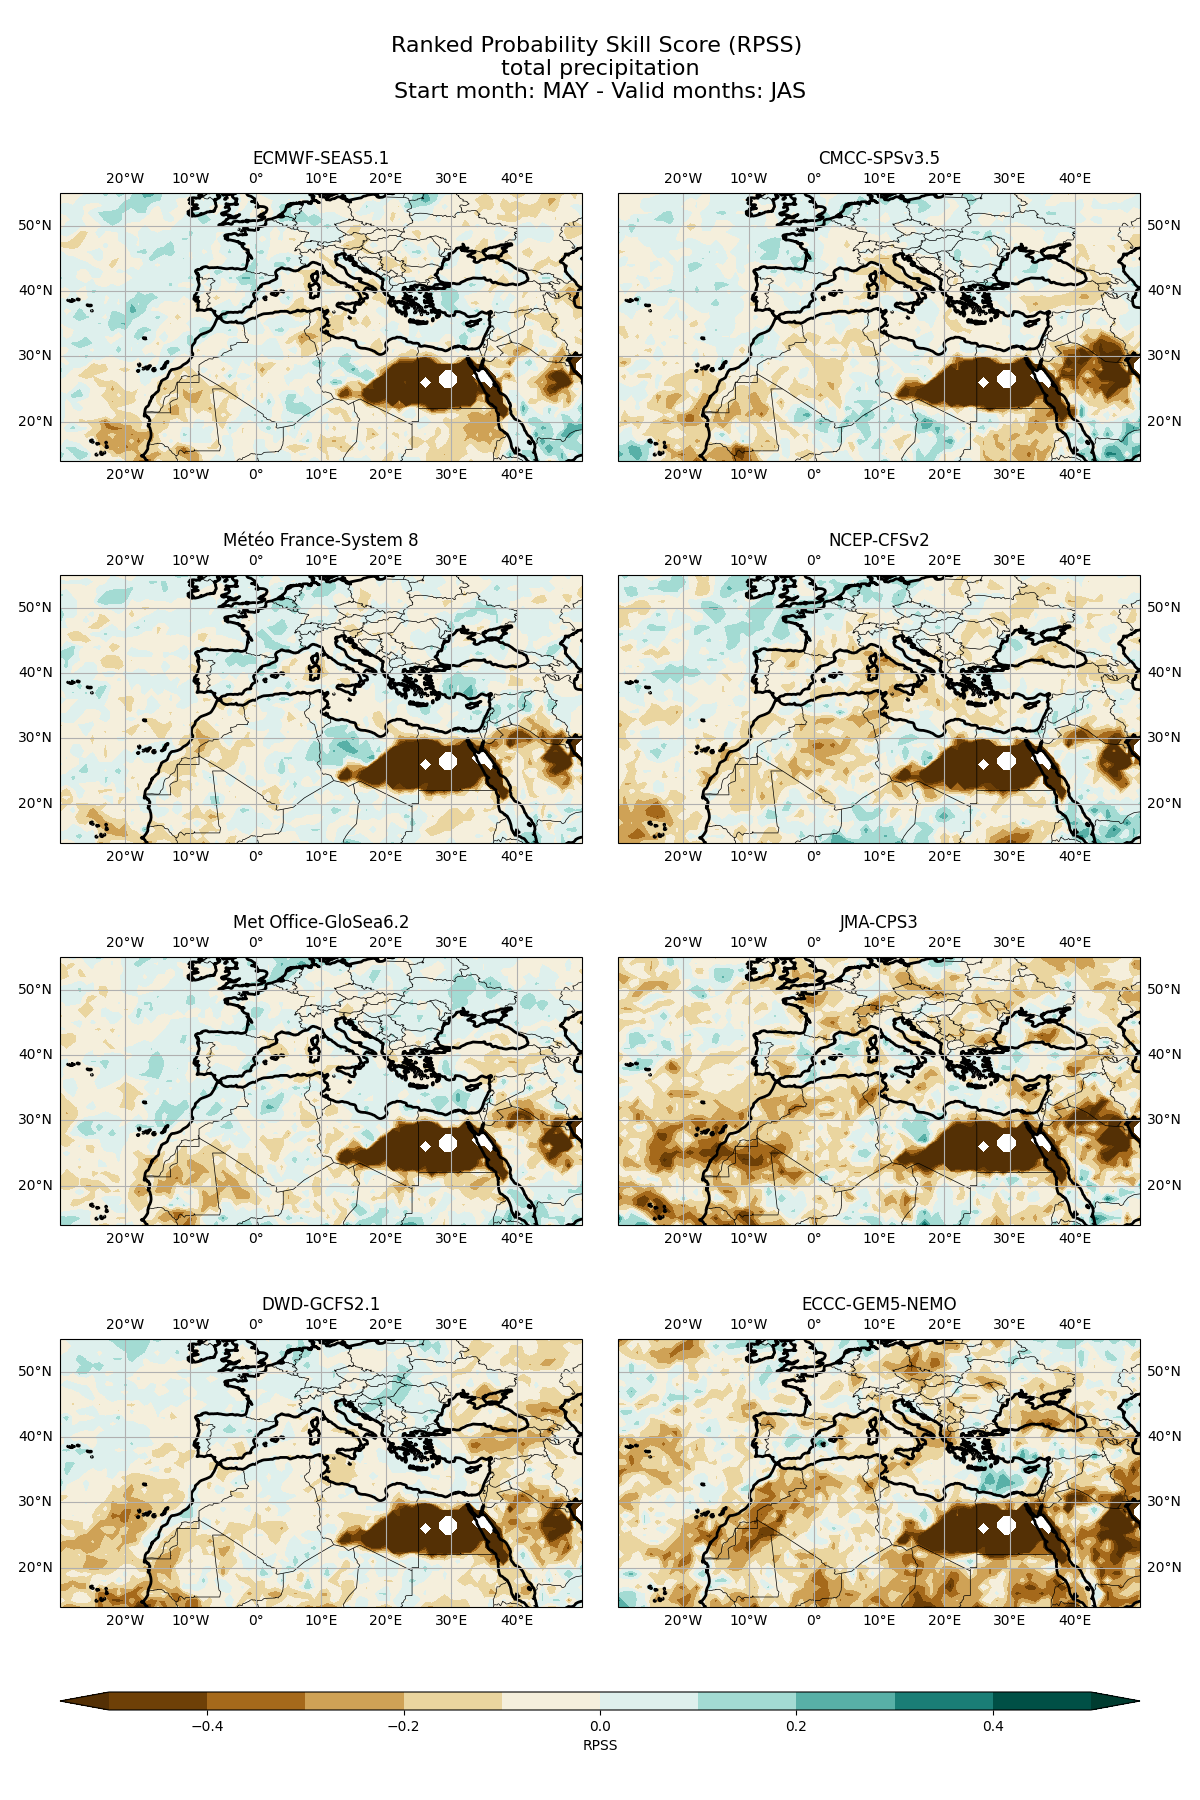 Ranked Probability Skill Score (RPSS)
total precipitation
Start month: MAY - Valid months: JAS
ECMWF-SEAS5.1
CMCC-SPSv3.5
20°W 10°W 0° 10°E 20°E 30°E 40°E
20°W 10°W 0° 10°E 20°E 30°E 40°E
50°N
50°N
40°N
40°N
30°N
30°N
20°N
20°N
20°W 10°W 0° 10°E 20°E 30°E 40°E
20°W 10°W 0° 10°E 20°E 30°E 40°E
Météo France-System 8
NCEP-CFSv2
20°W 10°W 0° 10°E 20°E 30°E 40°E
20°W 10°W 0° 10°E 20°E 30°E 40°E
50°N
50°N
40°N
40°N
30°N
30°N
20°N
20°N
20°W 10°W 0° 10°E 20°E 30°E 40°E
20°W 10°W 0° 10°E 20°E 30°E 40°E
Met Office-GloSea6.2
JMA-CPS3
20°W 10°W 0° 10°E 20°E 30°E 40°E
20°W 10°W 0° 10°E 20°E 30°E 40°E
50°N
50°N
40°N
40°N
30°N
30°N
20°N
20°N
20°W 10°W 0° 10°E 20°E 30°E 40°E
20°W 10°W 0° 10°E 20°E 30°E 40°E
DWD-GCFS2.1
ECCC-GEM5-NEMO
20°W 10°W 0° 10°E 20°E 30°E 40°E
20°W 10°W 0° 10°E 20°E 30°E 40°E
50°N
50°N
40°N
40°N
30°N
30°N
20°N
20°N
20°W 10°W 0° 10°E 20°E 30°E 40°E
20°W 10°W 0° 10°E 20°E 30°E 40°E
−0.4 −0.2 0.0 0.2 0.4
RPSS